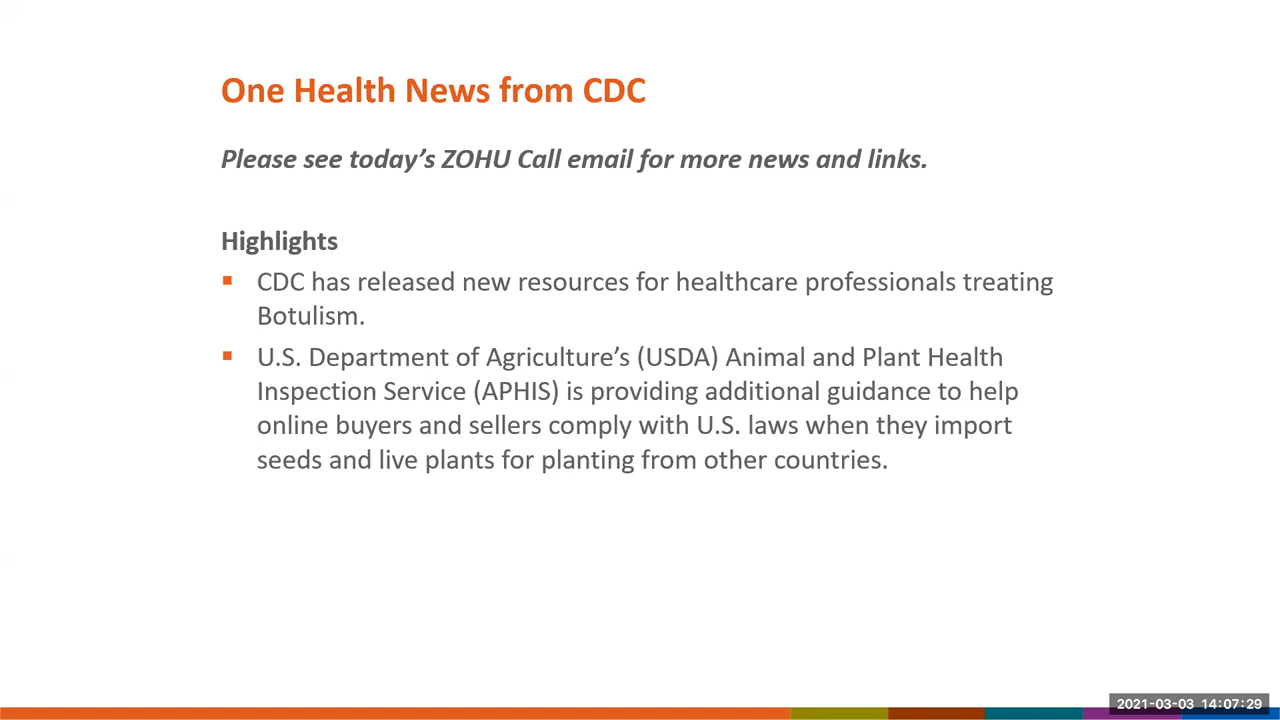 One Health News from CDC
Please see today’s ZOHU Call email for more news and links.
Highlights
CDC has released new resources for healthcare professionals treating
Botulism.
U.S. Department of Agriculture’s (USDA) Animal and Plant Health
Inspection Service (APHIS) is providing additional guidance to help
online buyers and sellers comply with U.S. laws when they import
seeds and live plants for planting from other countries.
2021-03-03 14:07:29